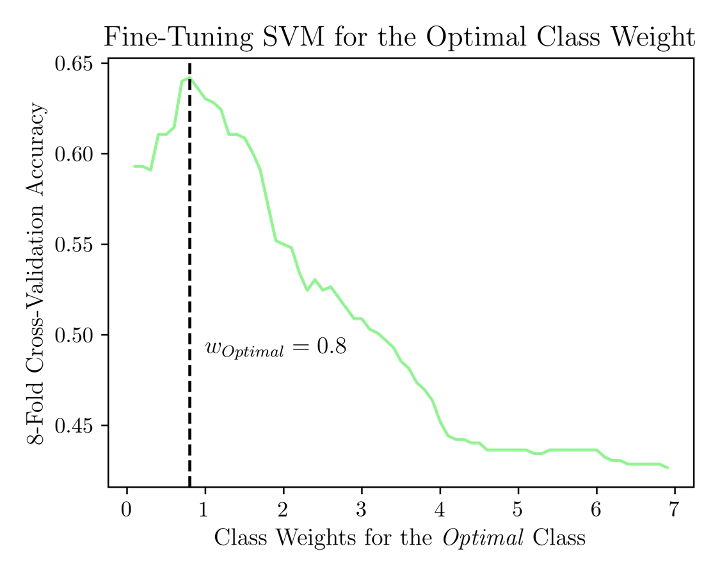 Fine-Tuning SVM for the Optimal Class Weight
8-Fold Cross-Validation Accuracy
0.65
0.60
0.55
0.50
0.45
w_Optimal = 0.8
0 1 2 3 4 5 6 7
Class Weights for the Optimal Class